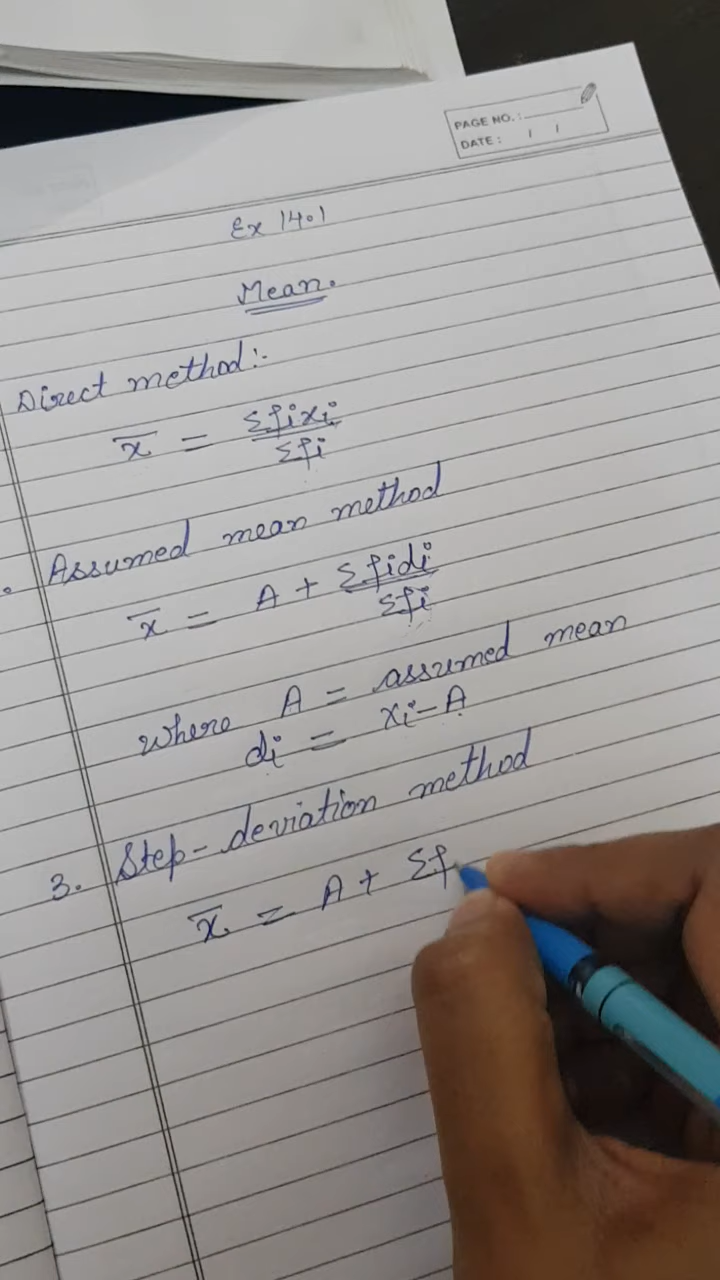 PAGE NO.:
DATE: / /
Ex 14.1
Mean.
Direct method:-
x̄ = Σfixi / Σfi
Assumed mean method
x̄ = A + Σfidi / Σfi
where A = assumed mean
di = xi - A
3. Step-deviation method
x̄ = A + Σf